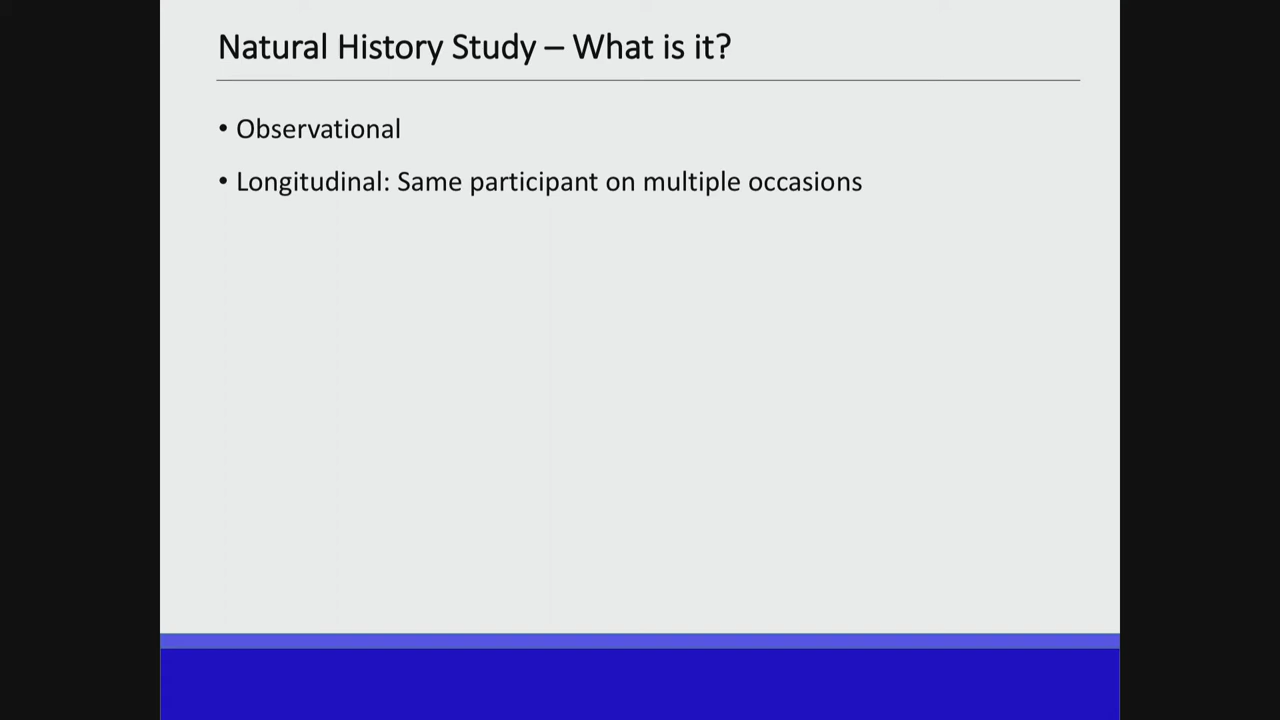 Natural History Study – What is it?
• Observational
• Longitudinal: Same participant on multiple occasions